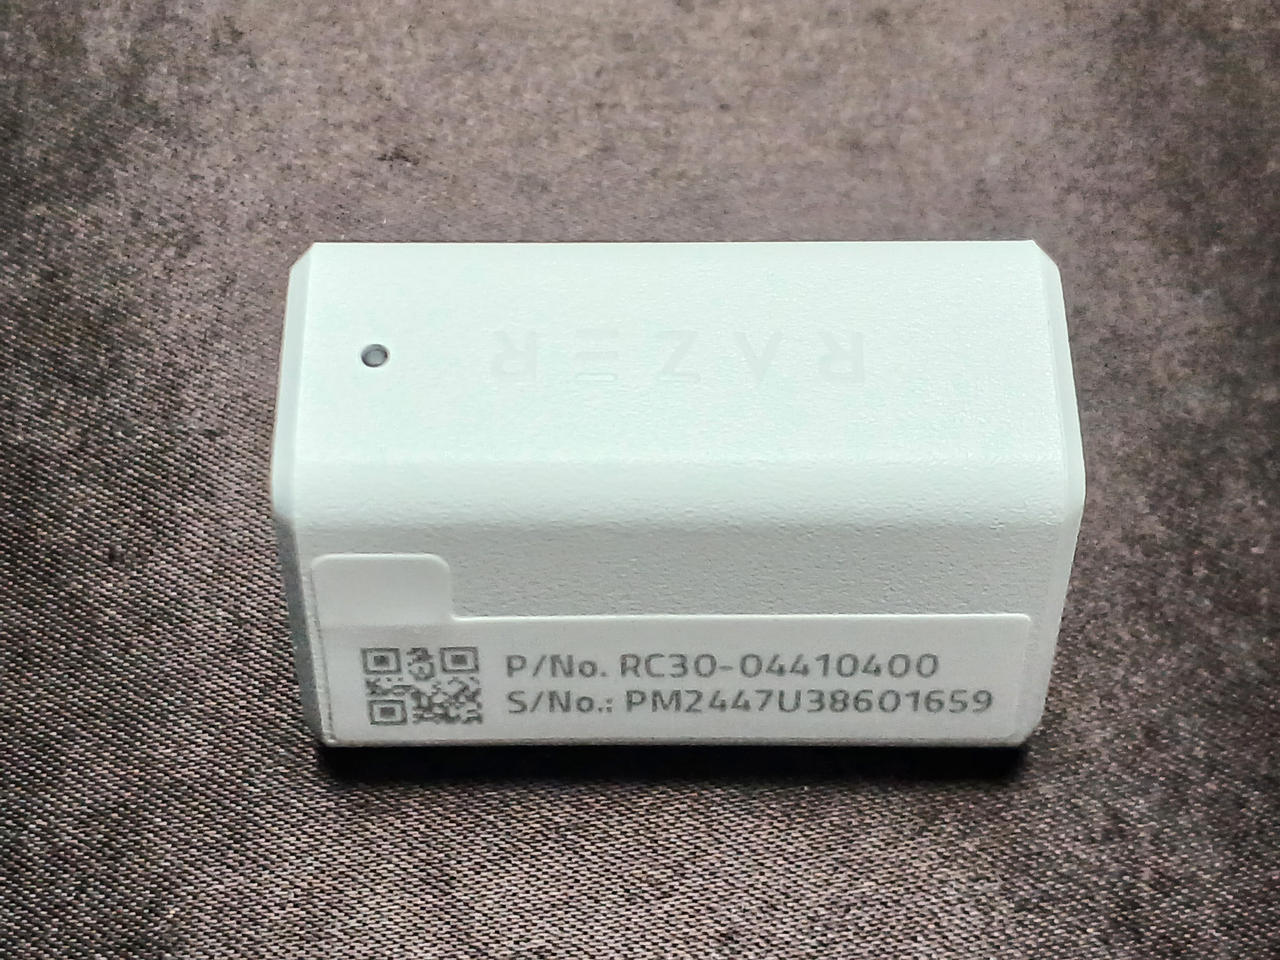 RAZER
P/No. RC30-04410400
S/No.: PM2447U38601659